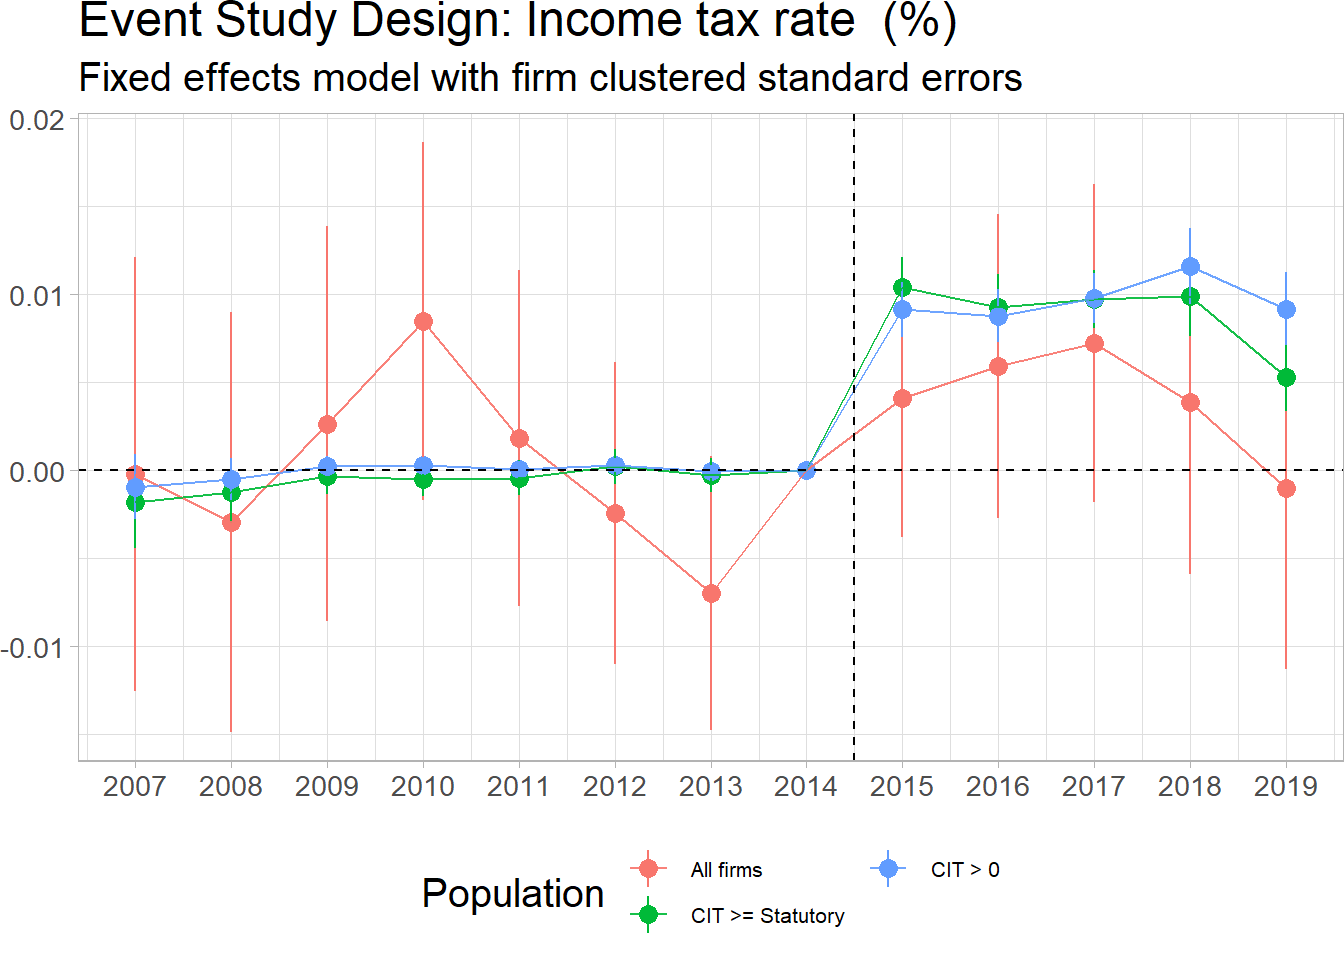 Event Study Design: Income tax rate  (%)
Fixed effects model with firm clustered standard errors
0.02
0.01
0.00
-0.01
2007 2008 2009 2010 2011 2012 2013 2014 2015 2016 2017 2018 2019
Population
All firms
CIT >= Statutory
CIT > 0